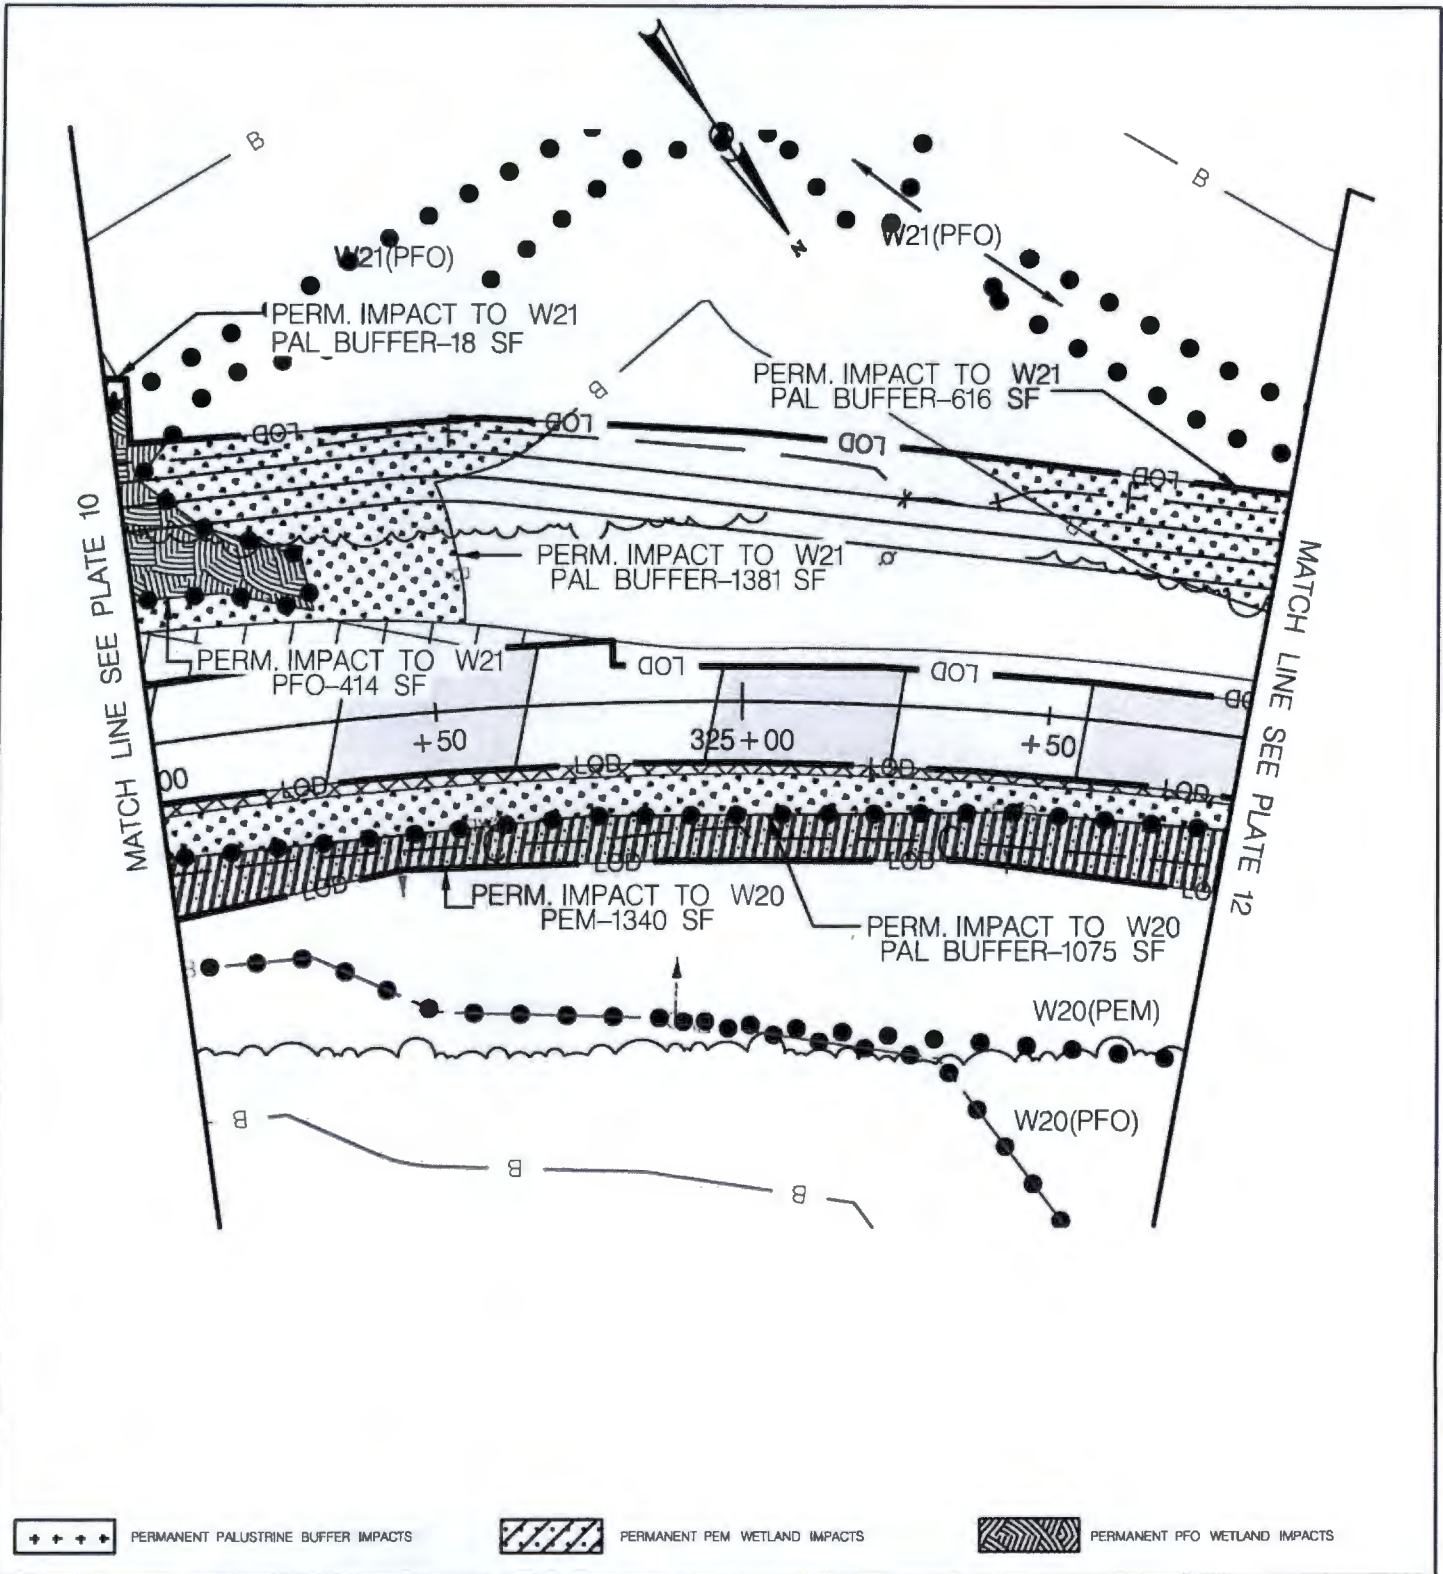 B
B
N
W21(PFO)
W21(PFO)
PERM. IMPACT TO W21
PAL BUFFER-18 SF
PERM. IMPACT TO W21
PAL BUFFER-616 SF
B
LOD
LOD
LOD
LOD
PERM. IMPACT TO W21
PAL BUFFER-1381 SF
MATCH LINE SEE PLATE 10
MATCH LINE SEE PLATE 12
PERM. IMPACT TO W21
PFO-414 SF
LOD
LOD
+50
325+00
+50
00
LOD
LOD
LOD
LOD
LOD
LOD
LOD
LO
PERM. IMPACT TO W20
PEM-1340 SF
PERM. IMPACT TO W20
PAL BUFFER-1075 SF
B
W20(PEM)
W20(PFO)
B
B
B
PERMANENT PALUSTRINE BUFFER IMPACTS
PERMANENT PEM WETLAND IMPACTS
PERMANENT PFO WETLAND IMPACTS